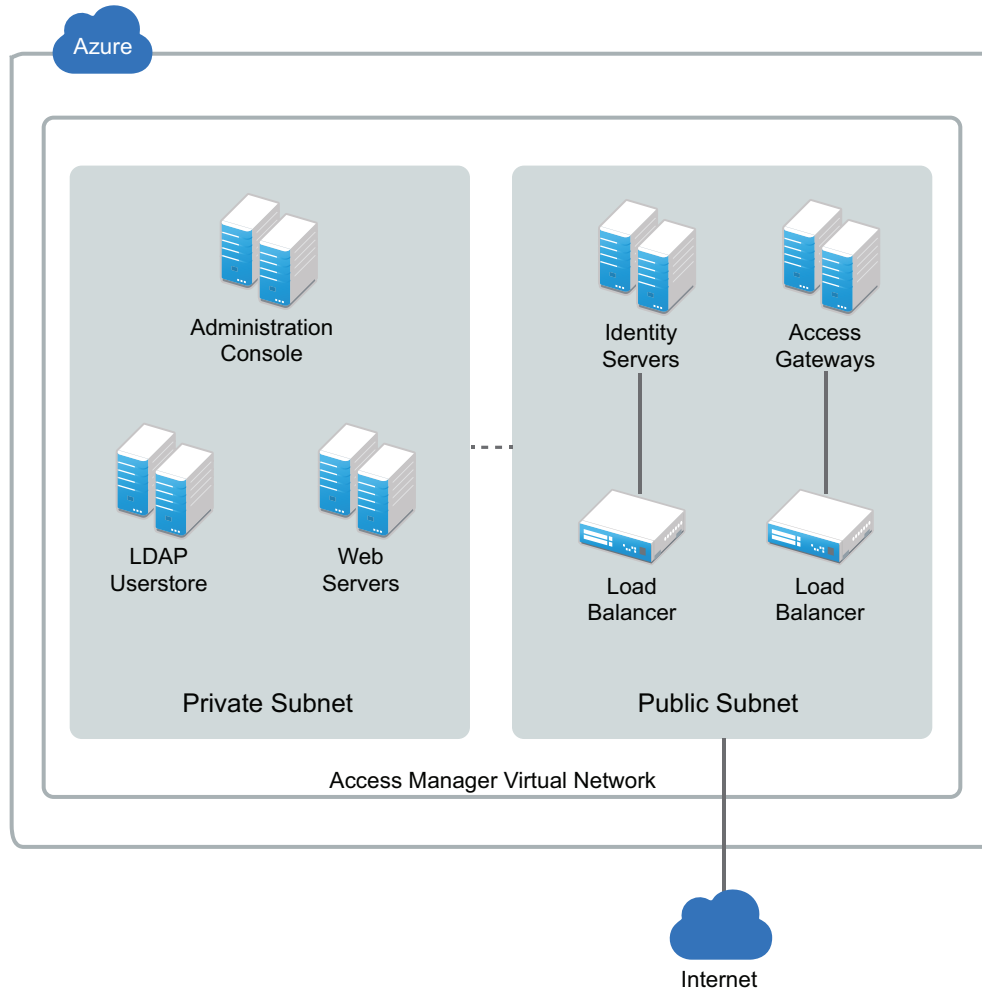 Azure
Administration
Console
LDAP
Userstore
Web
Servers
Private Subnet
Identity
Servers
Access
Gateways
Load
Balancer
Load
Balancer
Public Subnet
Access Manager Virtual Network
Internet